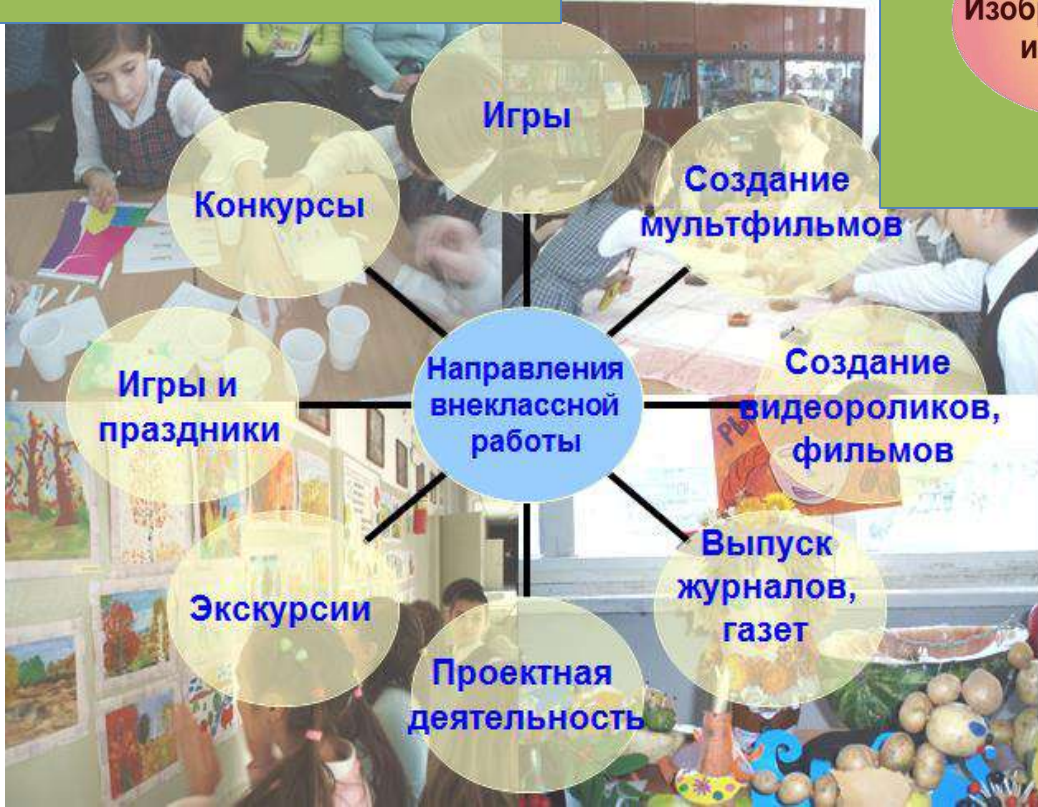 Игры
Создание
мультфильмов
Создание
видеороликов,
фильмов
Выпуск
журналов,
газет
Проектная
деятельность
Экскурсии
Игры и
праздники
Конкурсы
Направления
внеклассной
работы